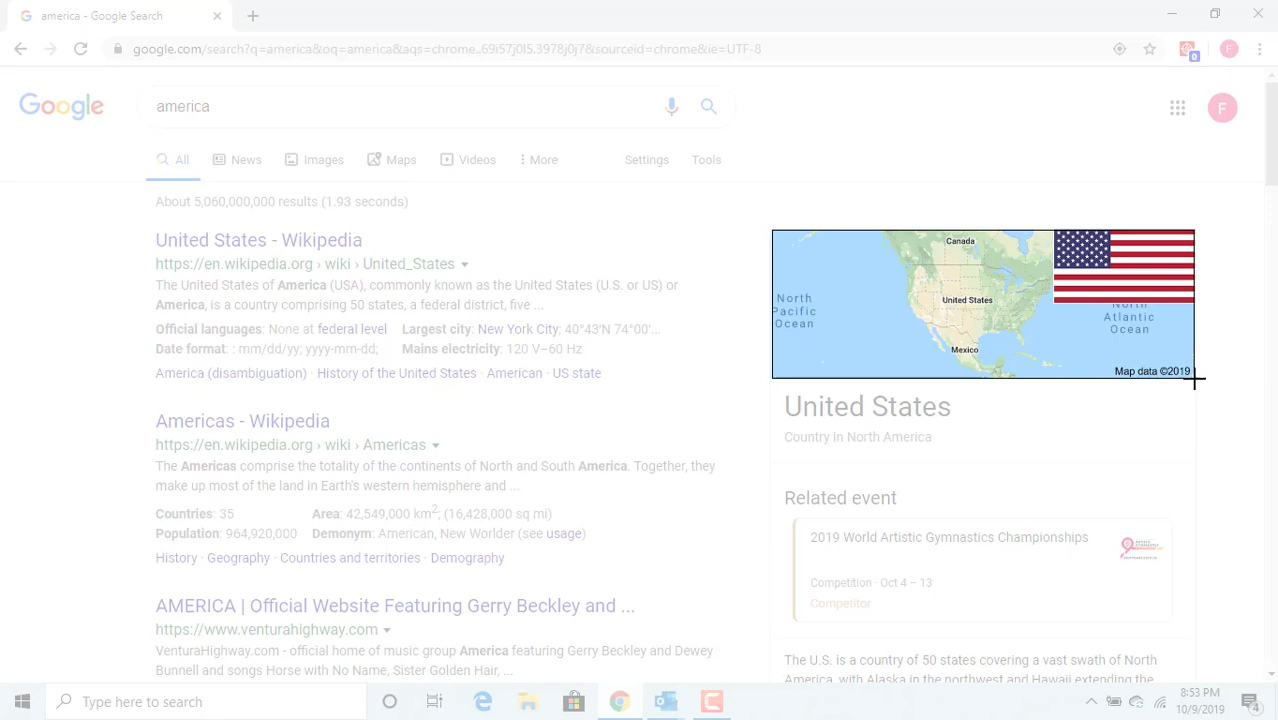 america - Google Search
google.com/search?q=america&oq=america&aqs=chrome..69i57j0l5.3978j0j7&sourceid=chrome&ie=UTF-8
0
F
Google
america
F
All
News
Images
Maps
Videos
More
Settings
Tools
About 5,060,000,000 results (1.93 seconds)
United States - Wikipedia
https://en.wikipedia.org › wiki › United_States
The United States of America (USA), commonly known as the United States (U.S. or US) or
America, is a country comprising 50 states, a federal district, five ...
Official languages: None at federal level Largest city: New York City; 40°43′N 74°00′...
Date format: : mm/dd/yy; yyyy-mm-dd; Mains electricity: 120 V–60 Hz
America (disambiguation) · History of the United States · American · US state
Americas - Wikipedia
https://en.wikipedia.org › wiki › Americas
The Americas comprise the totality of the continents of North and South America. Together, they
make up most of the land in Earth's western hemisphere and ...
Countries: 35 Area: 42,549,000 km2; (16,428,000 sq mi)
Population: 964,920,000 Demonym: American, New Worlder (see usage)
History · Geography · Countries and territories · Demography
AMERICA | Official Website Featuring Gerry Beckley and ...
https://www.venturahighway.com
VenturaHighway.com - official home of music group America featuring Gerry Beckley and Dewey
Bunnell and songs Horse with No Name, Sister Golden Hair, ...
Canada
United States
Mexico
North
Pacific
Ocean
North
Atlantic
Ocean
Map data ©2019
United States
Country in North America
Related event
2019 World Artistic Gymnastics Championships
Competition · Oct 4 – 13
Competitor
The U.S. is a country of 50 states covering a vast swath of North
America, with Alaska in the northwest and Hawaii extending the
Type here to search
8:53 PM
10/9/2019
4